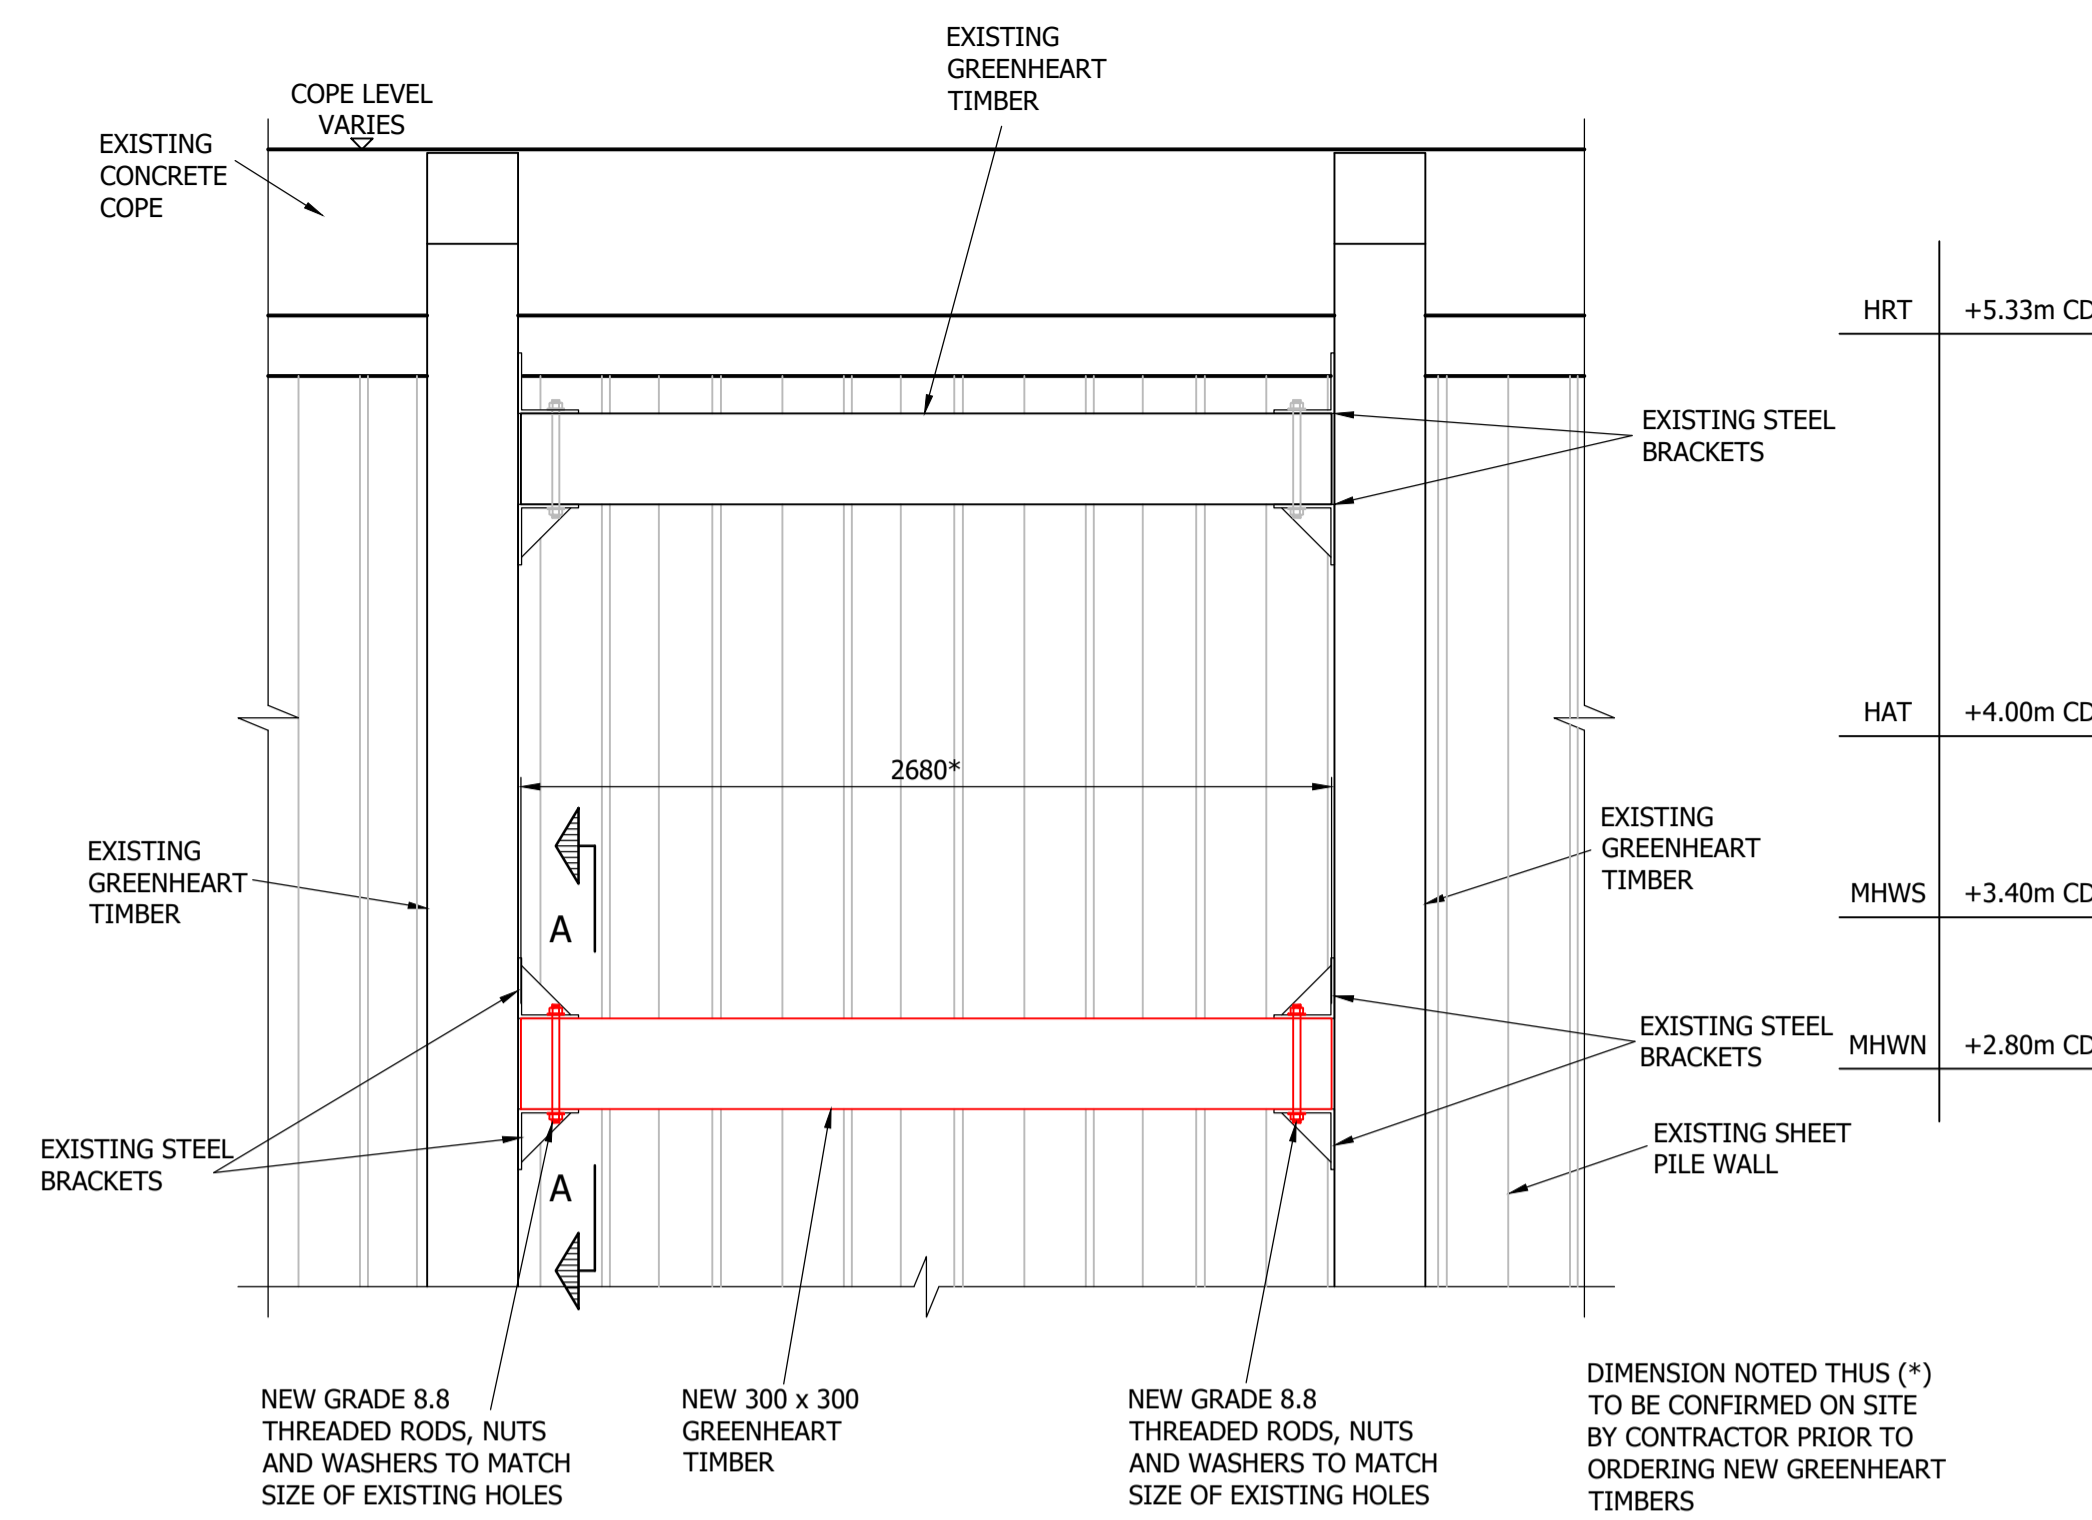 EXISTING
GREENHEART
TIMBER
COPE LEVEL
VARIES
EXISTING
CONCRETE
COPE
HRT +5.33m CD
EXISTING STEEL
BRACKETS
HAT +4.00m CD
2680*
EXISTING
GREENHEART
TIMBER
EXISTING
GREENHEART
TIMBER
MHWS +3.40m CD
A
EXISTING STEEL
BRACKETS
MHWN +2.80m CD
EXISTING STEEL
BRACKETS
A
EXISTING SHEET
PILE WALL
NEW GRADE 8.8
THREADED RODS, NUTS
AND WASHERS TO MATCH
SIZE OF EXISTING HOLES
NEW 300 x 300
GREENHEART
TIMBER
NEW GRADE 8.8
THREADED RODS, NUTS
AND WASHERS TO MATCH
SIZE OF EXISTING HOLES
DIMENSION NOTED THUS (*)
TO BE CONFIRMED ON SITE
BY CONTRACTOR PRIOR TO
ORDERING NEW GREENHEART
TIMBERS